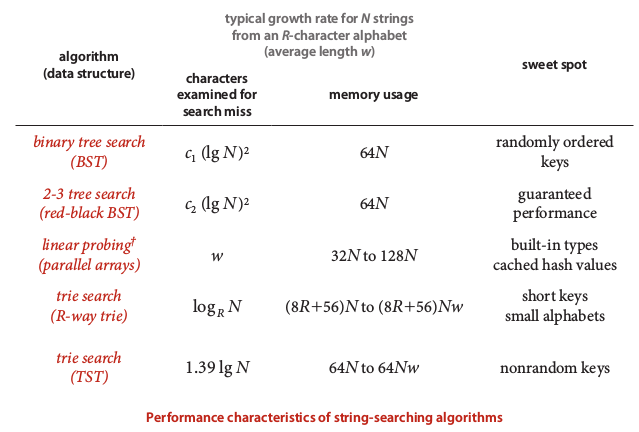 typical growth rate for N strings
from an R-character alphabet
(average length w)
algorithm
(data structure)
characters
examined for
search miss
memory usage
sweet spot
binary tree search
(BST)
c₁ (lg N)²
64N
randomly ordered
keys
2-3 tree search
(red-black BST)
c₂ (lg N)²
64N
guaranteed
performance
linear probing†
(parallel arrays)
w
32N to 128N
built-in types
cached hash values
trie search
(R-way trie)
log_R N
(8R+56)N to (8R+56)Nw
short keys
small alphabets
trie search
(TST)
1.39 lg N
64N to 64Nw
nonrandom keys
Performance characteristics of string-searching algorithms